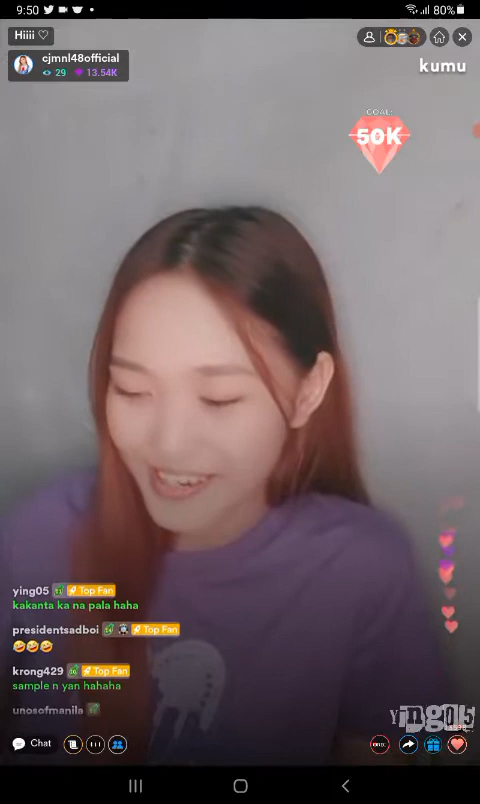 9:50
80%
Hiiii ♡
cjmnl48official
29 13.54K
kumu
GOAL:
50K
ying05 Top Fan
kakanta ka na pala haha
presidentsadboi Top Fan
🤣🤣🤣
krong429 Top Fan
sample n yan hahaha
unosofmanila
Yingo15
Chat